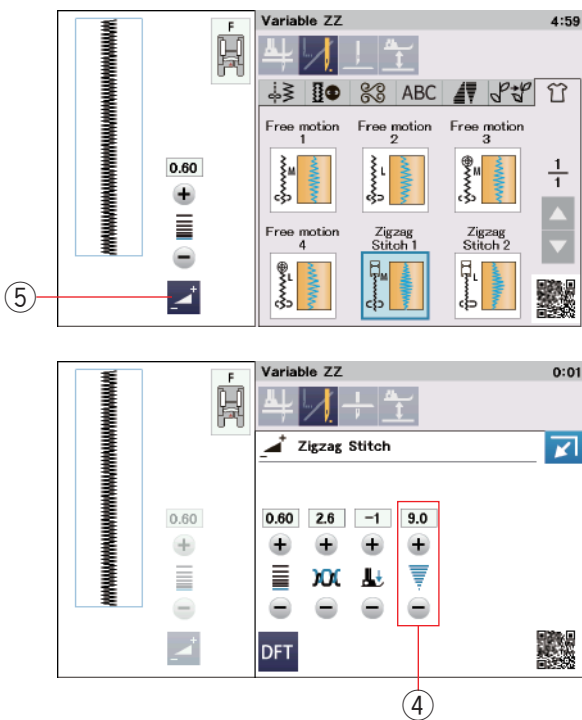 F
Variable ZZ
4:59
ABC
Free motion 1
Free motion 2
Free motion 3
M
L
M
1
1
0.60
Free motion 4
Zigzag Stitch 1
Zigzag Stitch 2
L
M
L
⑤
F
Variable ZZ
0:01
Zigzag Stitch
0.60
0.60
2.6
-1
9.0
DFT
④